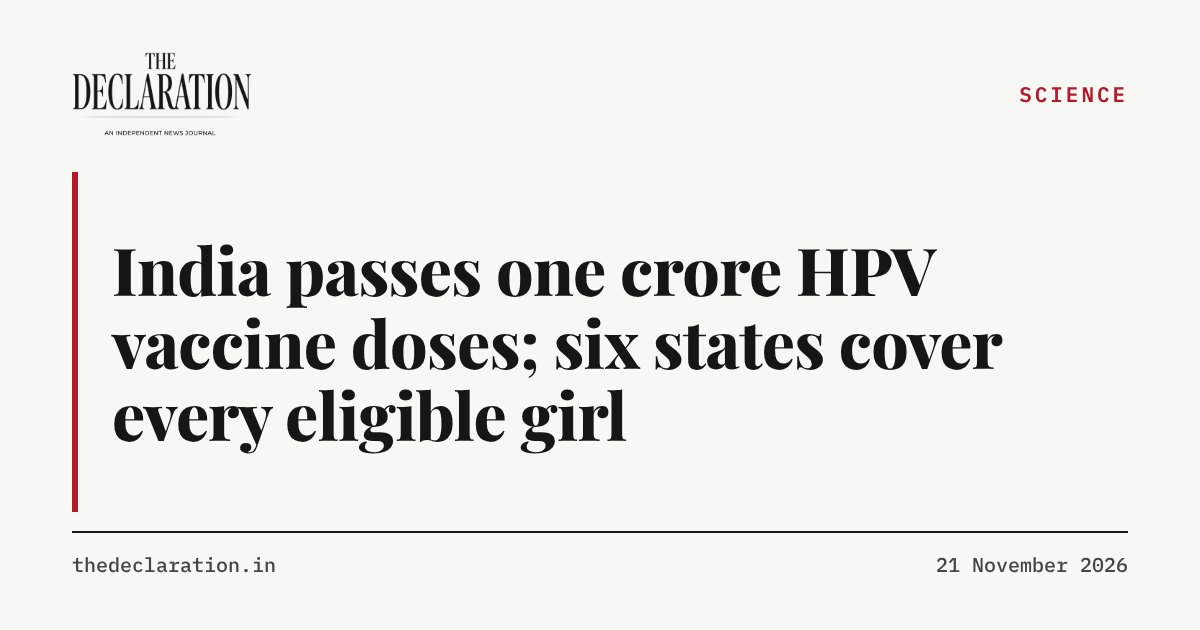 THE
DECLARATION
AN INDEPENDENT NEWS JOURNAL
SCIENCE
India passes one crore HPV
vaccine doses; six states cover
every eligible girl
thedeclaration.in
21 November 2026